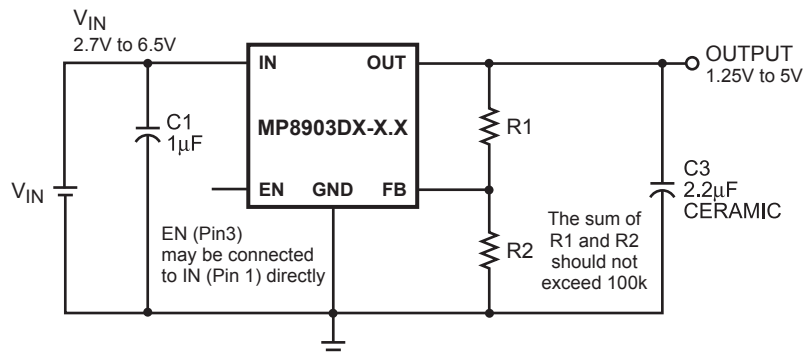 V_IN
2.7V to 6.5V
IN
OUT
OUTPUT
1.25V to 5V
C1
1μF
MP8903DX-X.X
R1
V_IN
EN
GND
FB
C3
2.2μF
CERAMIC
EN (Pin3)
may be connected
to IN (Pin 1) directly
R2
The sum of
R1 and R2
should not
exceed 100k